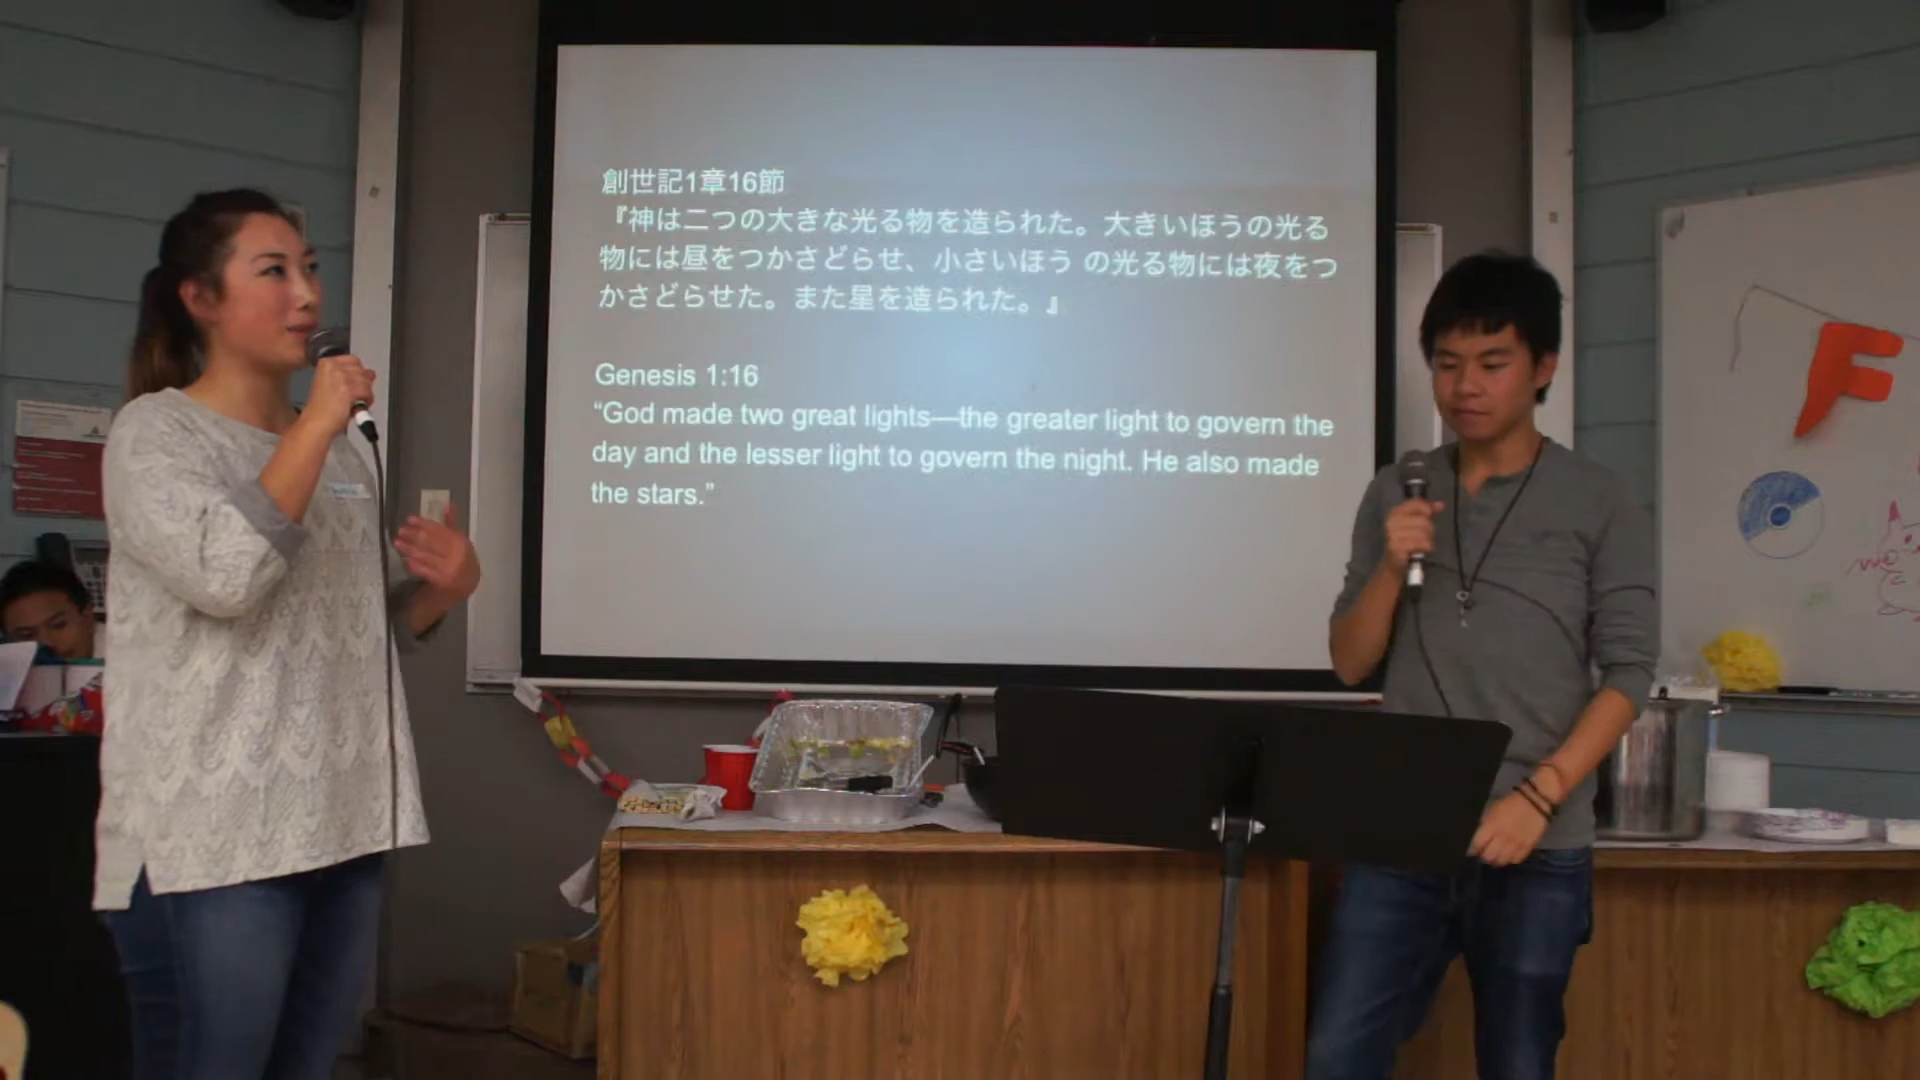 創世記1章16節
『神は二つの大きな光る物を造られた。大きいほうの光る
物には昼をつかさどらせ、小さいほう の光る物には夜をつ
かさどらせた。また星を造られた。』
Genesis 1:16
“God made two great lights—the greater light to govern the
day and the lesser light to govern the night. He also made
the stars.”
F